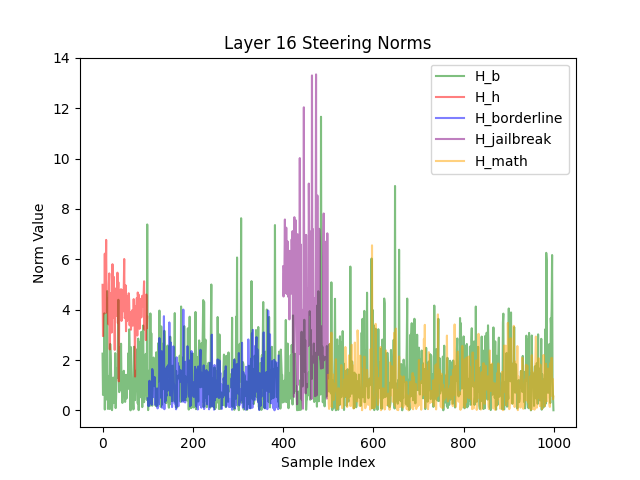 Layer 16 Steering Norms
Norm Value
14
12
10
8
6
4
2
0
H_b
H_h
H_borderline
H_jailbreak
H_math
0
200
400
600
800
1000
Sample Index